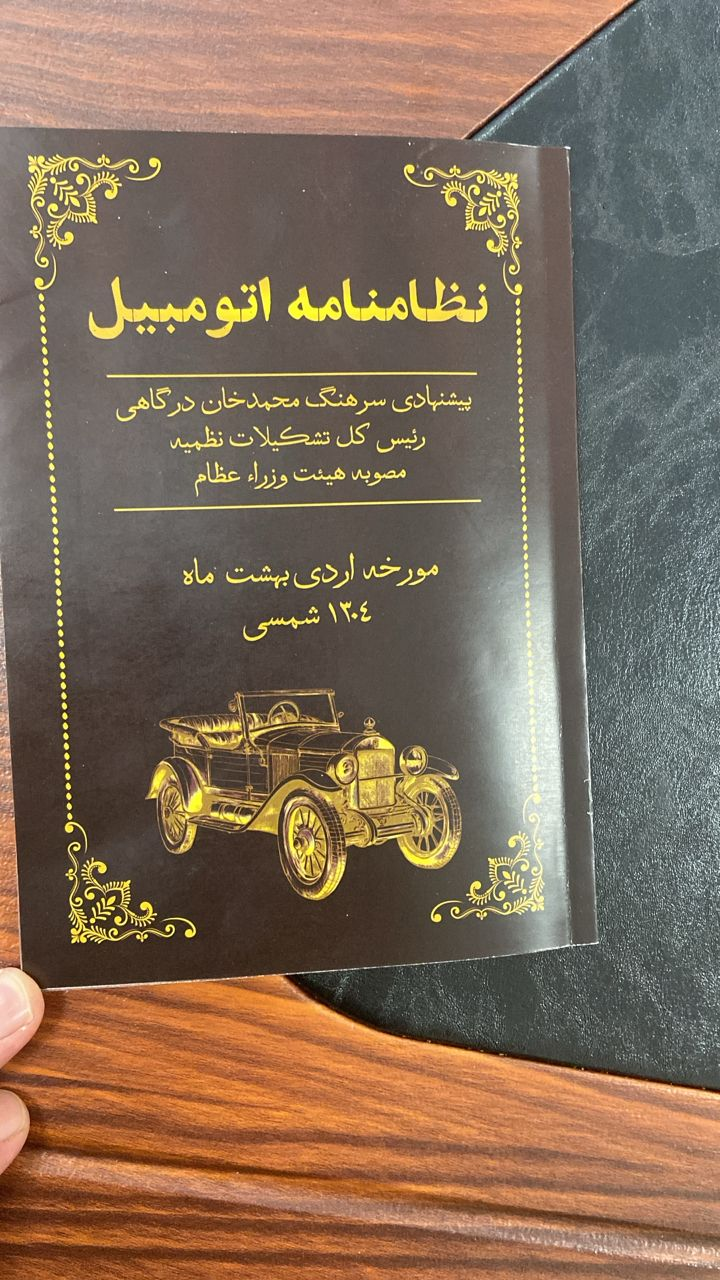 نظامنامه اتومبیل
پیشنهادی سرهنگ محمدخان درگاهی
رئیس کل تشکیلات نظمیه
مصوبه هیئت وزراء عظام
مورخه اردی بهشت ماه
۱۳۰٤ شمسی